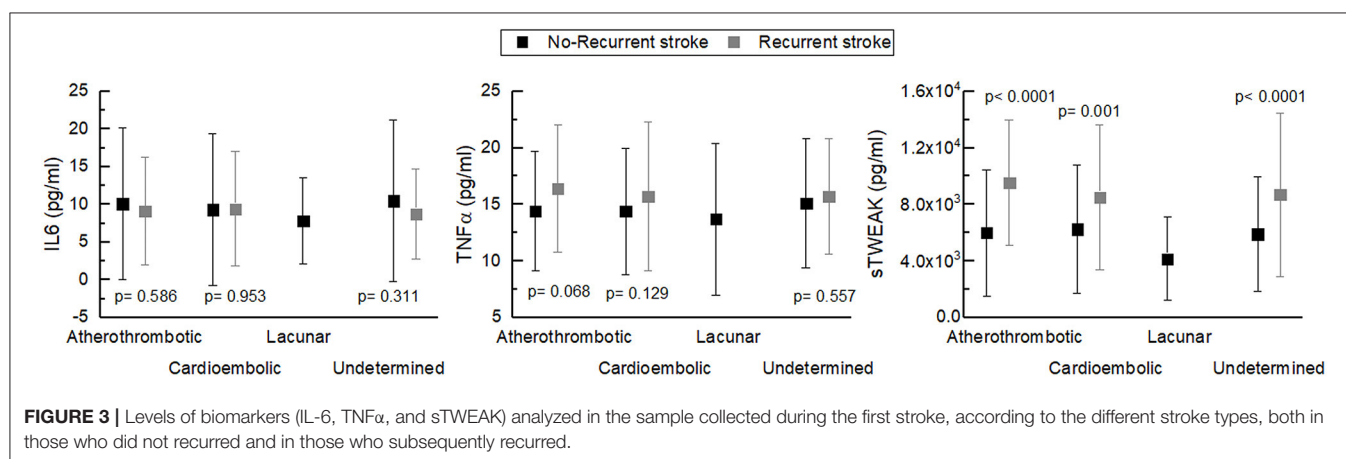 No-Recurrent stroke Recurrent stroke
IL6 (pg/ml)
25
20
15
10
5
0
-5
p= 0.586 p= 0.953 p= 0.311
Atherothrombotic Lacunar
Cardioembolic Undetermined
TNFα (pg/ml)
25
20
15
10
5
p= 0.068 p= 0.129 p= 0.557
Atherothrombotic Lacunar
Cardioembolic Undetermined
sTWEAK (pg/ml)
1.6x10⁴
1.2x10⁴
8.0x10³
4.0x10³
0.0
p< 0.0001 p= 0.001 p< 0.0001
Atherothrombotic Lacunar
Cardioembolic Undetermined
FIGURE 3 | Levels of biomarkers (IL-6, TNFα, and sTWEAK) analyzed in the sample collected during the first stroke, according to the different stroke types, both in
those who did not recurred and in those who subsequently recurred.